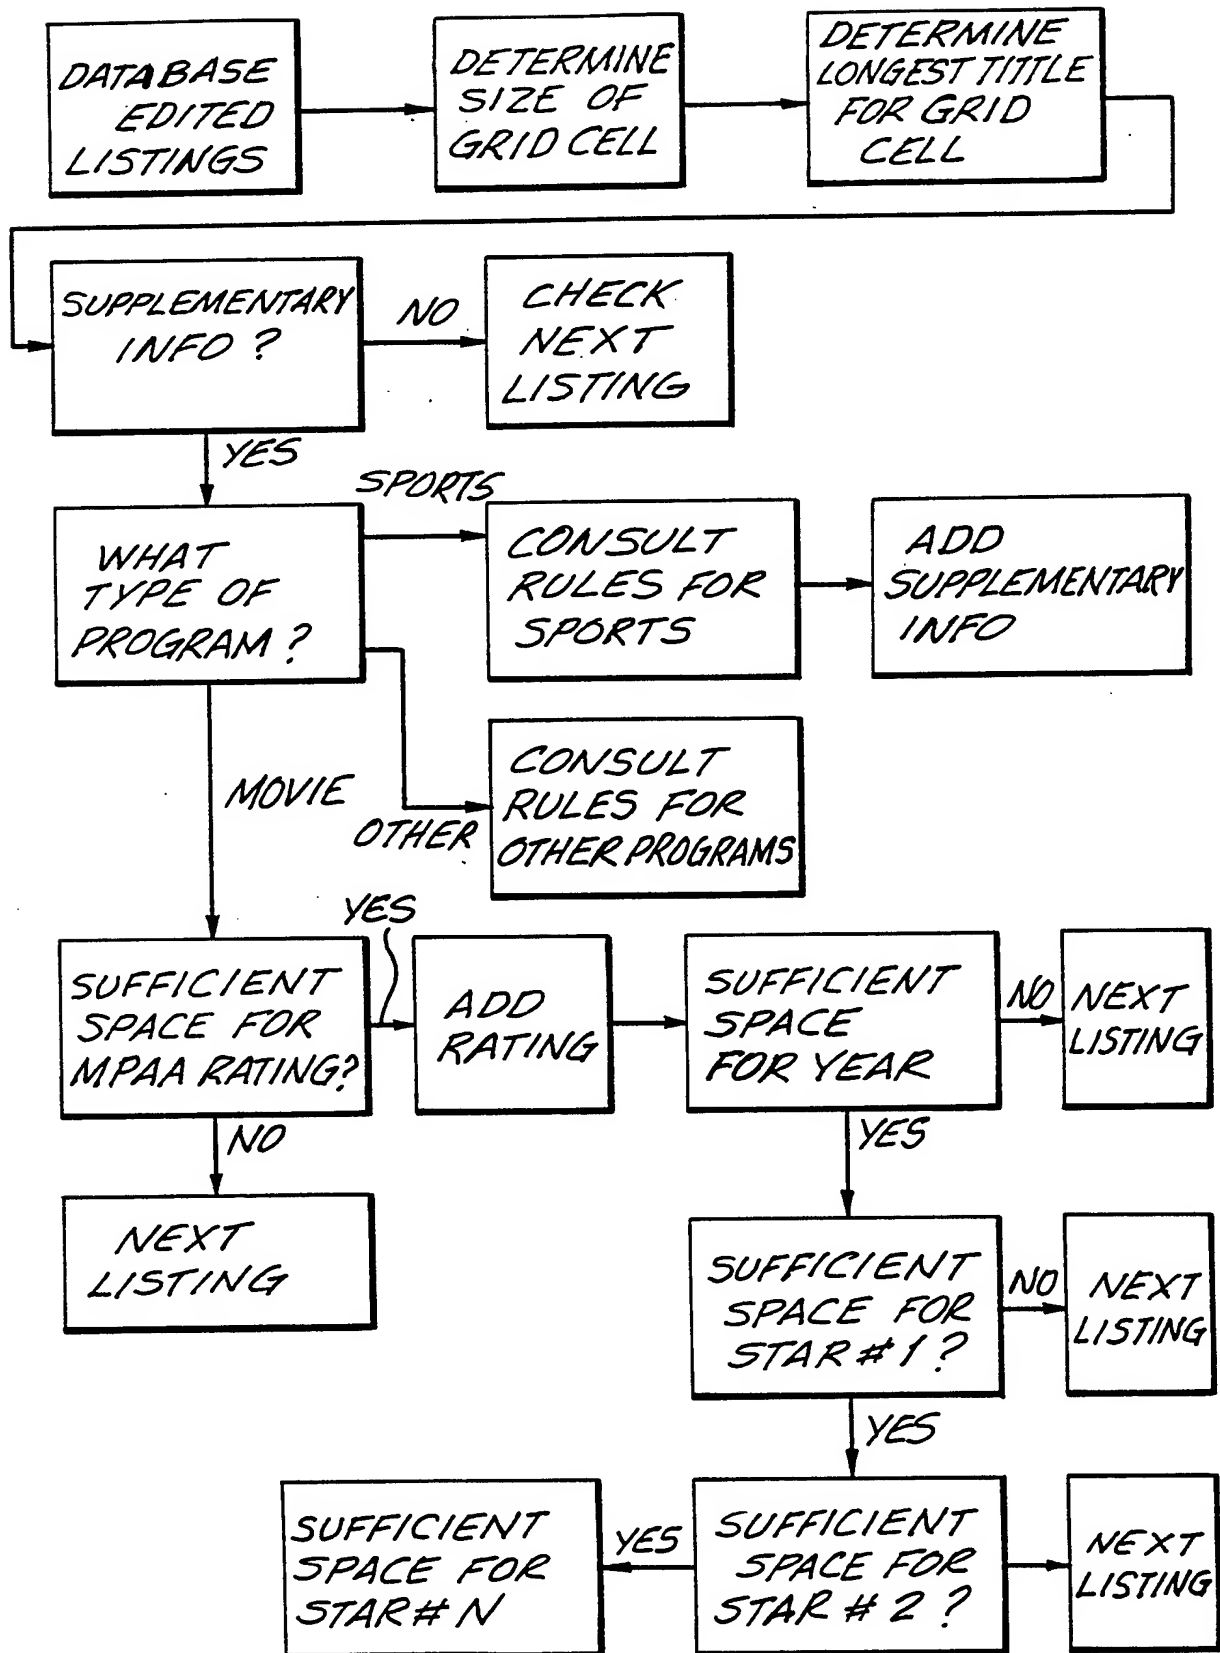 DATABASE
EDITED
LISTINGS
DETERMINE
SIZE OF
GRID CELL
DETERMINE
LONGEST TITTLE
FOR GRID
CELL
SUPPLEMENTARY
INFO?
NO
CHECK
NEXT
LISTING
YES
WHAT
TYPE OF
PROGRAM?
SPORTS
CONSULT
RULES FOR
SPORTS
ADD
SUPPLEMENTARY
INFO
OTHER
CONSULT
RULES FOR
OTHER PROGRAMS
MOVIE
SUFFICIENT
SPACE FOR
MPAA RATING?
YES
ADD
RATING
SUFFICIENT
SPACE
FOR YEAR
NO
NEXT
LISTING
NO
NEXT
LISTING
YES
SUFFICIENT
SPACE FOR
STAR #1?
NO
NEXT
LISTING
YES
SUFFICIENT
SPACE FOR
STAR #2?
NEXT
LISTING
YES
SUFFICIENT
SPACE FOR
STAR# N